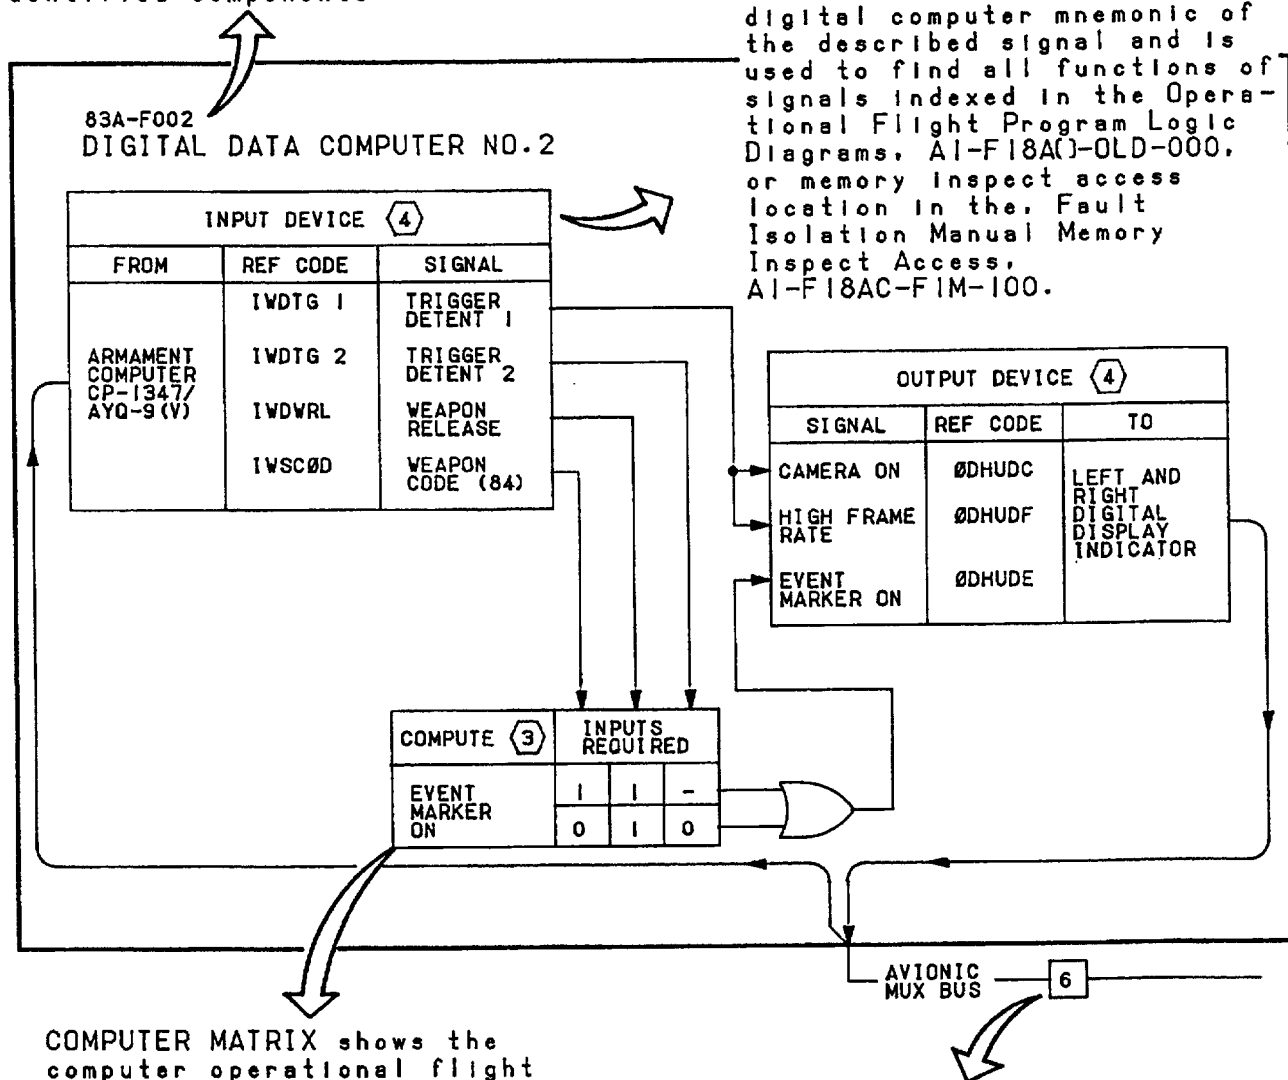 digital computer mnemonic of
the described signal and is
used to find all functions of
signals indexed in the Opera-
tional Flight Program Logic
Diagrams, A1-F18A()-OLD-000,
or memory inspect access
location in the, Fault
Isolation Manual Memory
Inspect Access,
A1-F18AC-FIM-100.
83A-F002
DIGITAL DATA COMPUTER NO.2
INPUT DEVICE 4
FROM REF CODE SIGNAL
ARMAMENT
COMPUTER
CP-1347/
AYQ-9(V)
IWDTG 1
TRIGGER
DETENT 1
IWDTG 2
TRIGGER
DETENT 2
IWDWRL
WEAPON
RELEASE
IWSCØD
WEAPON
CODE (84)
OUTPUT DEVICE 4
SIGNAL REF CODE TO
CAMERA ON
ØDHUDC
HIGH FRAME
RATE
ØDHUDF
EVENT
MARKER ON
ØDHUDE
LEFT AND
RIGHT
DIGITAL
DISPLAY
INDICATOR
COMPUTE 3
INPUTS
REQUIRED
EVENT
MARKER
ON
1 1 -
0 1 0
AVIONIC
MUX BUS
6
COMPUTER MATRIX shows the
computer operational flight